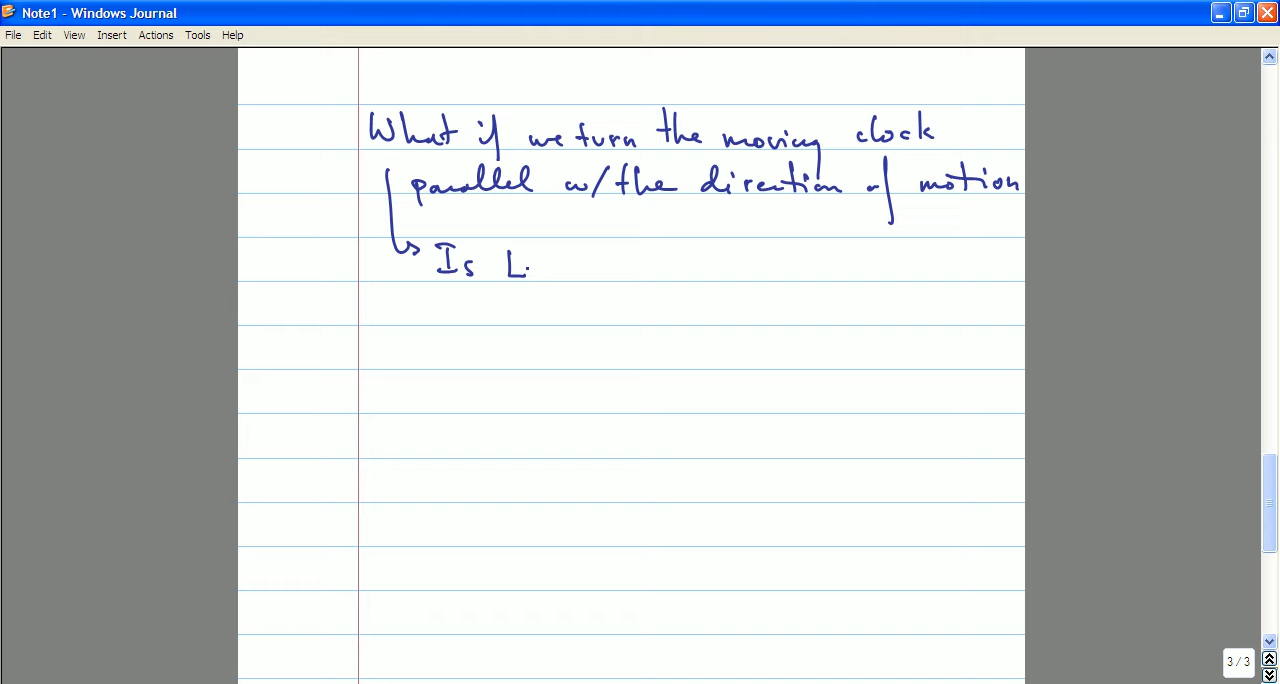 Note1 - Windows Journal
File Edit View Insert Actions Tools Help
What if we turn the moving clock
parallel w/the direction of motion
Is L
3 / 3